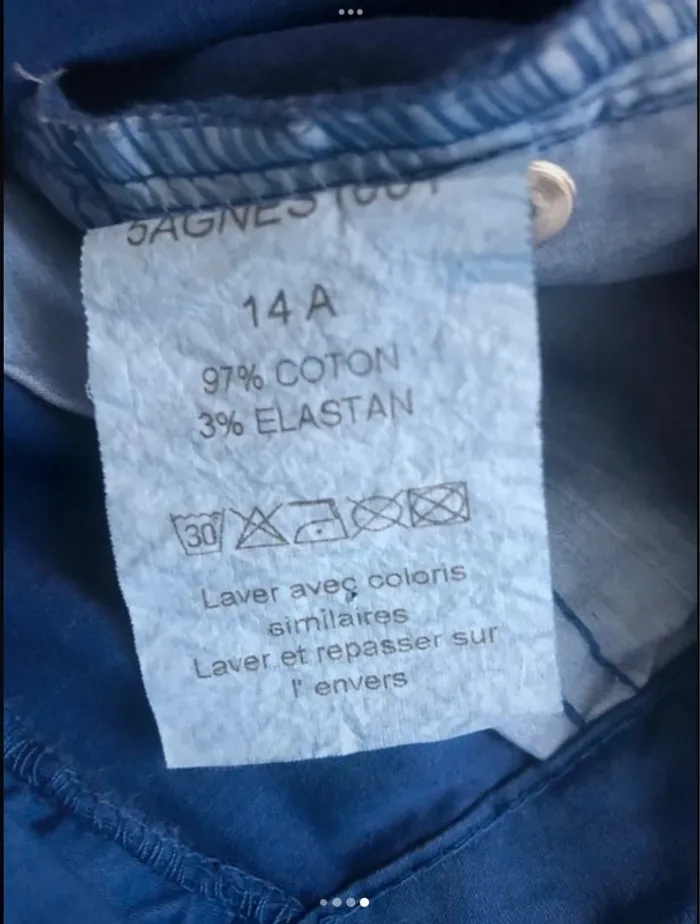 14 A
97% COTON
3% ELASTAN
30
Laver avec coloris
similaires
Laver et repasser sur
l' envers